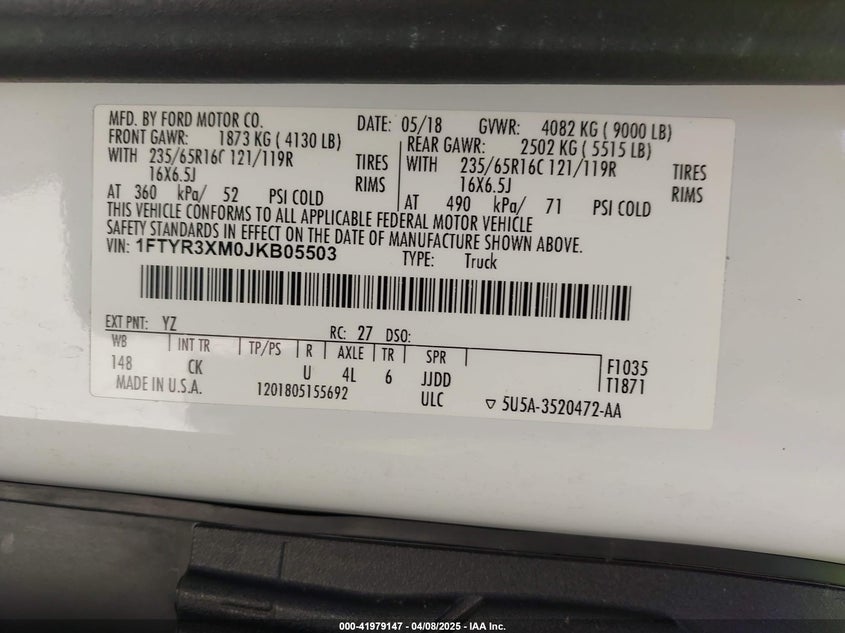 MFD. BY FORD MOTOR CO. DATE: 05/18 GVWR: 4082 KG ( 9000 LB)
FRONT GAWR: 1873 KG ( 4130 LB) REAR GAWR: 2502 KG ( 5515 LB)
WITH 235/65R16C 121/119R TIRES WITH 235/65R16C 121/119R TIRES
16X6.5J RIMS 16X6.5J RIMS
AT 360 kPa/ 52 PSI COLD AT 490 kPa/ 71 PSI COLD
THIS VEHICLE CONFORMS TO ALL APPLICABLE FEDERAL MOTOR VEHICLE
SAFETY STANDARDS IN EFFECT ON THE DATE OF MANUFACTURE SHOWN ABOVE.
VIN: 1FTYR3XM0JKB05503 TYPE: Truck
EXT PNT: YZ RC: 27 DSO:
WB INT TR TP/PS R AXLE TR SPR F1035
148 CK U 4L 6 JJDD T1871
MADE IN U.S.A. 1201805155692 ULC ▽ 5U5A-3520472-AA
000-41979147 - 04/08/2025 - IAA Inc.